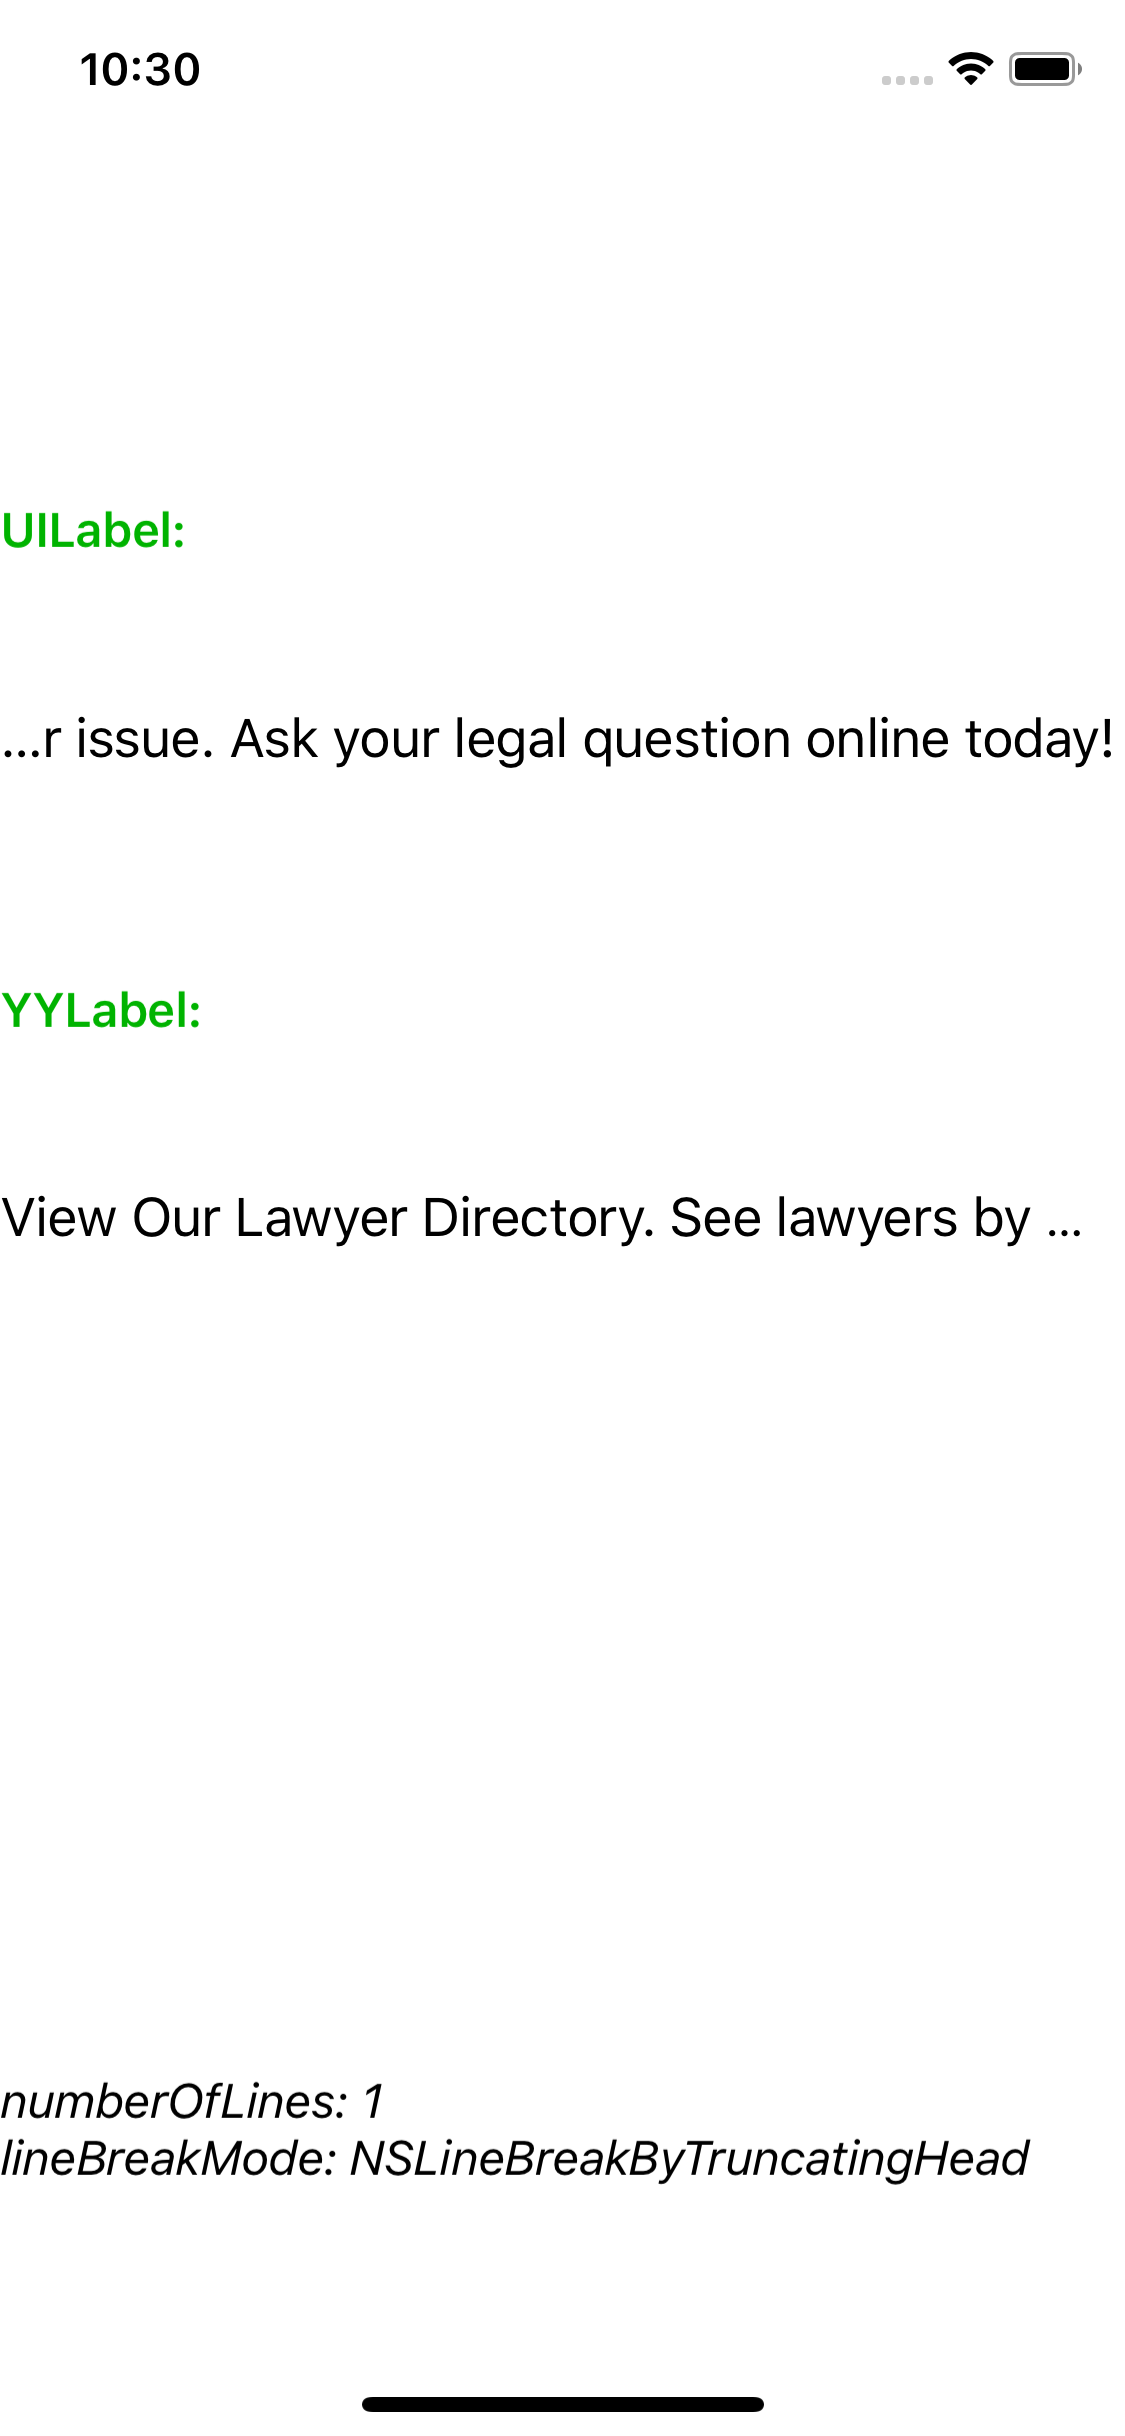 10:30
UILabel:
...r issue. Ask your legal question online today!
YYLabel:
View Our Lawyer Directory. See lawyers by ...
numberOfLines: 1
lineBreakMode: NSLineBreakByTruncatingHead